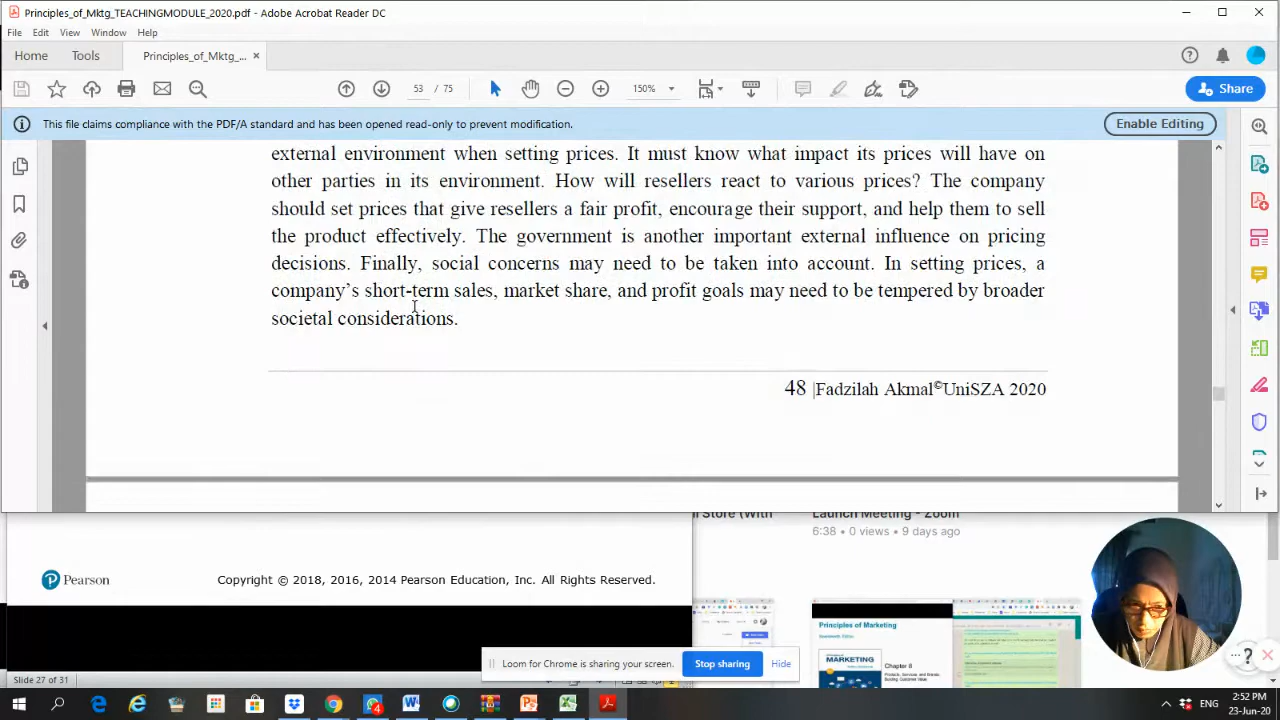 Principles_of_Mktg_TEACHINGMODULE_2020.pdf - Adobe Acrobat Reader DC
File Edit View Window Help
Home Tools Principles_of_Mktg_... ×
53 / 75 150% Share
This file claims compliance with the PDF/A standard and has been opened read-only to prevent modification. Enable Editing
external environment when setting prices. It must know what impact its prices will have on
other parties in its environment. How will resellers react to various prices? The company
should set prices that give resellers a fair profit, encourage their support, and help them to sell
the product effectively. The government is another important external influence on pricing
decisions. Finally, social concerns may need to be taken into account. In setting prices, a
company's short-term sales, market share, and profit goals may need to be tempered by broader
societal considerations.
48 |Fadzilah Akmal©UniSZA 2020
Store (With
Launch Meeting - Zoom
6:38 • 0 views • 9 days ago
Pearson Copyright © 2018, 2016, 2014 Pearson Education, Inc. All Rights Reserved.
Principles of Marketing
MARKETING
Chapter 8
Loom is sharing your screen. Stop sharing Hide
Slide 27 of 31
ENG
2:52 PM
23-Jun-20